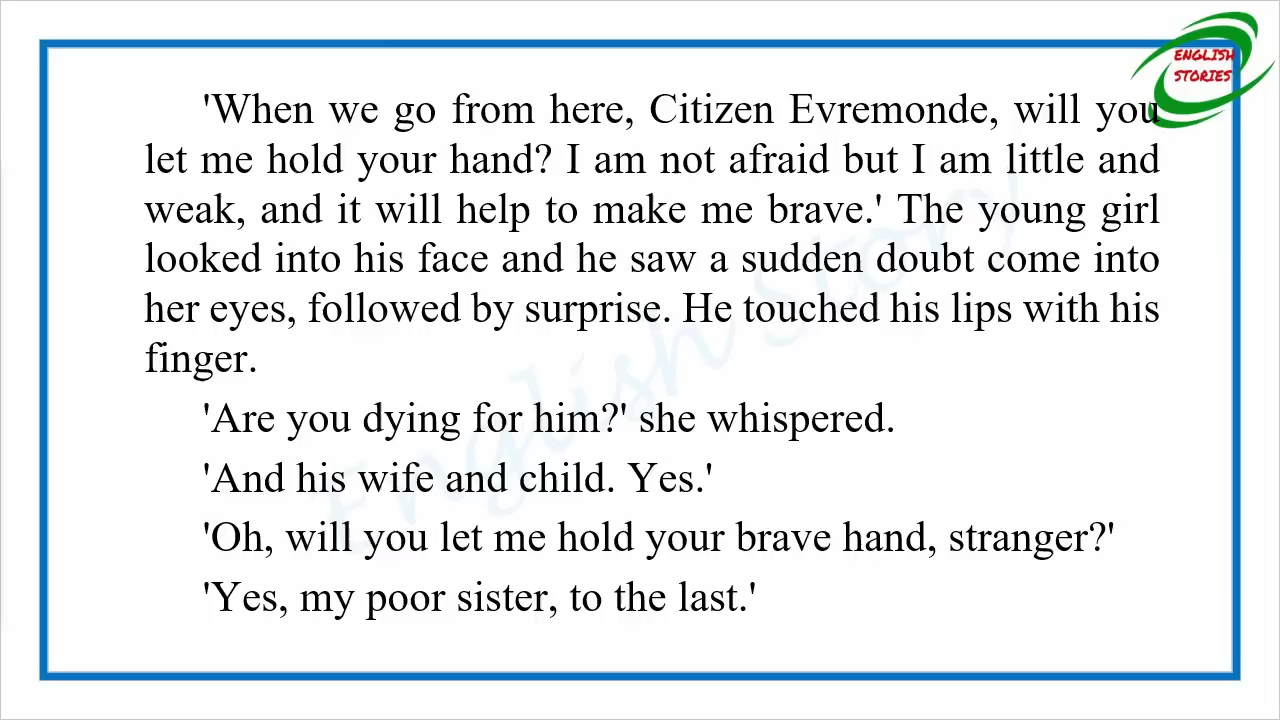 ENGLISH
STORIES
'When we go from here, Citizen Evremonde, will you
let me hold your hand? I am not afraid but I am little and
weak, and it will help to make me brave.' The young girl
looked into his face and he saw a sudden doubt come into
her eyes, followed by surprise. He touched his lips with his
finger.
'Are you dying for him?' she whispered.
'And his wife and child. Yes.'
'Oh, will you let me hold your brave hand, stranger?'
'Yes, my poor sister, to the last.'
English Story